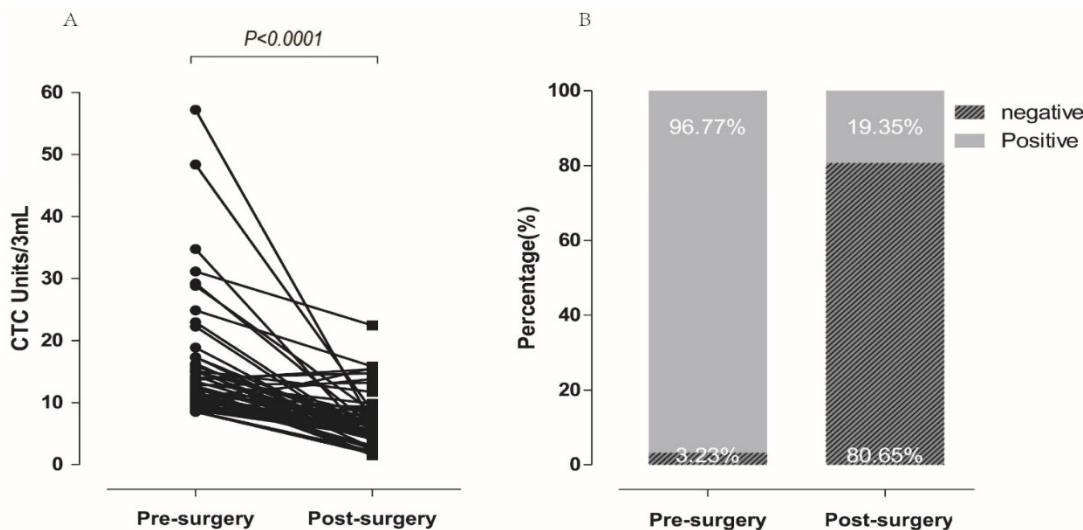 A
P<0.0001
CTC Units/3mL
60
50
40
30
20
10
0
Pre-surgery Post-surgery
B
Percentage(%)
100
80
60
40
20
0
96.77% 19.35%
3.23% 80.65%
Pre-surgery Post-surgery
negative
Positive